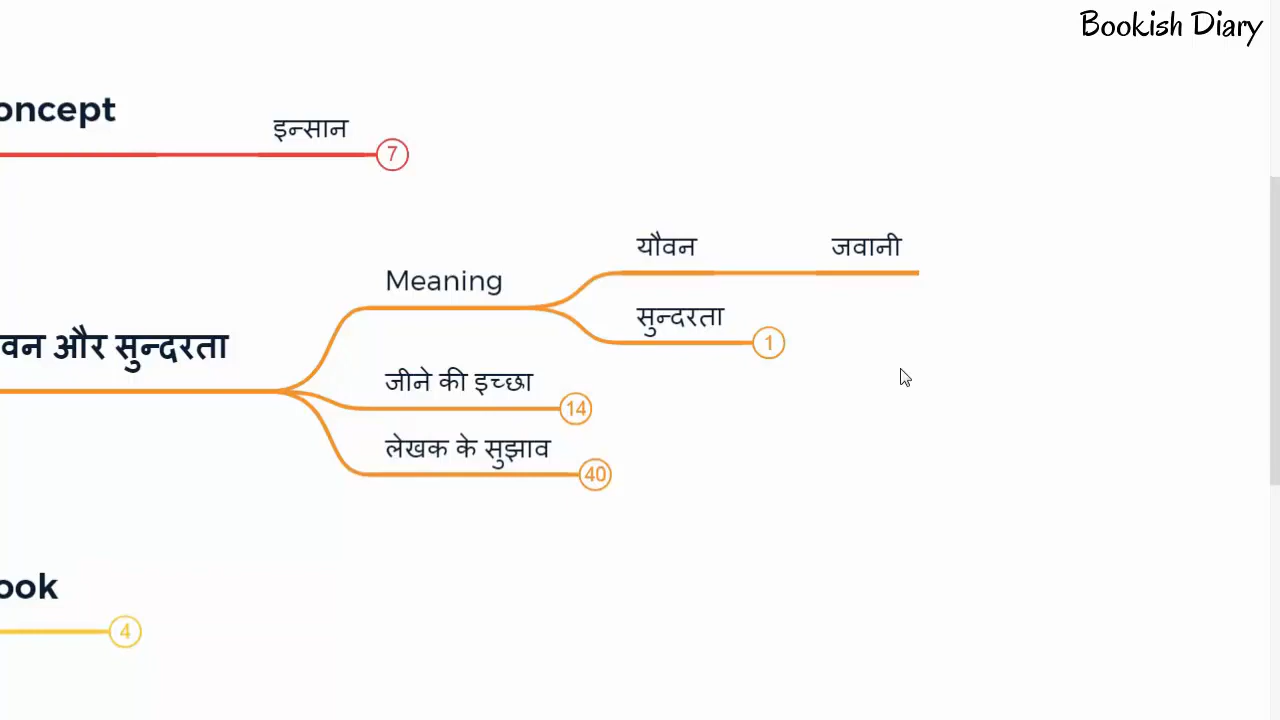 Bookish Diary
oncept
इन्सान
7
यौवन
जवानी
Meaning
सुन्दरता
1
वन और सुन्दरता
जीने की इच्छा
14
लेखक के सुझाव
40
ook
4